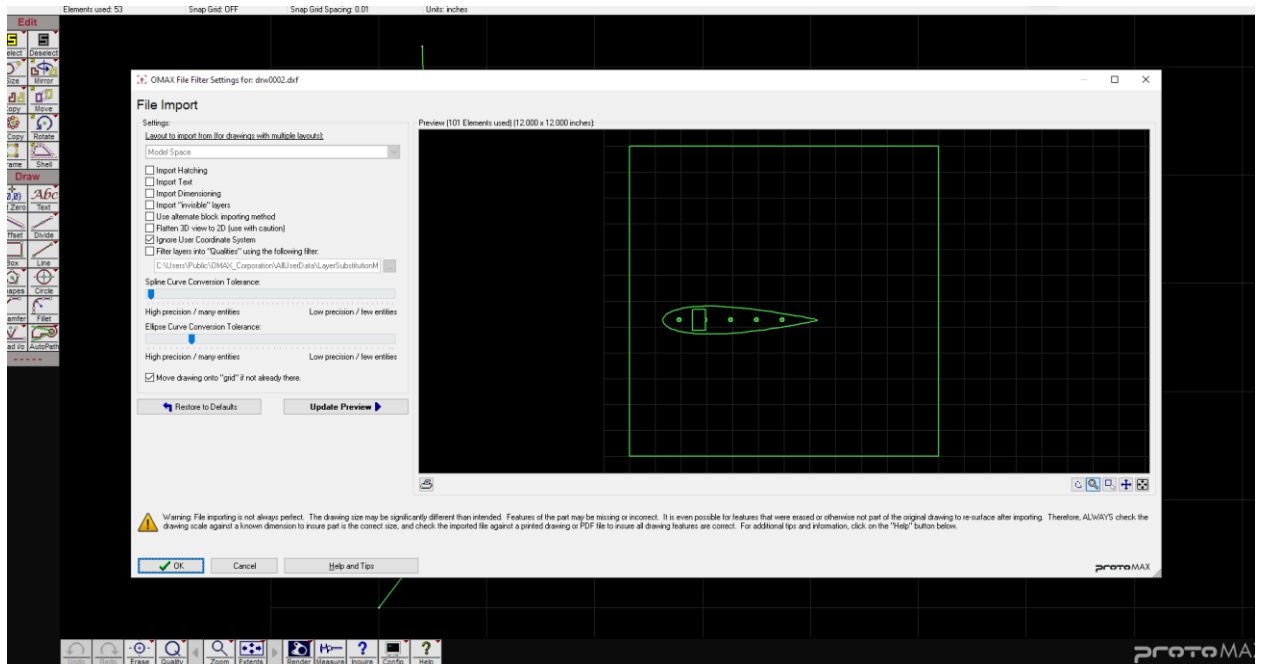 Elements used: 53 Snap Grid: OFF Snap Grid Spacing: 0.01 Units: inches
Edit
Deselect
Size Mirror
Copy Move
Copy Rotate
Shell
Draw
Abc
Zero Text
Divide
Box Line
Circle
Fillet
AutoPath
OMAX File Filter Settings for: drw0002.dxf
File Import
Settings:
Layout to import from (for drawings with multiple layouts):
Model Space
Import Hatching
Import Text
Import Dimensioning
Import "invisible" layers
Use alternate block importing method
Flatten 3D view to 2D (use with caution)
Ignore User Coordinate System
Filter layers into "Qualities" using the following filter:
C:\Users\Public\OMAX_Corporation\AllUserData\LayerSubstitutionM ...
Spline Curve Conversion Tolerance:
High precision / many entities Low precision / few entities
Ellipse Curve Conversion Tolerance:
High precision / many entities Low precision / few entities
Move drawing onto "grid" if not already there.
Restore to Defaults Update Preview
Preview (101 Elements used) (12.000 x 12.000 inches)
Warning: File importing is not always perfect. The drawing size may be significantly different than intended. Features of the part may be missing or incorrect. It is even possible for features that were erased or otherwise not part of the original drawing to re-surface after importing. Therefore, ALWAYS check the
drawing scale against a known dimension to insure part is the correct size, and check the imported file against a printed drawing or PDF file to insure all drawing features are correct. For additional tips and information, click on the "Help" button below.
OK Cancel Help and Tips
protoMAX
Undo Redo Erase Quality Zoom Extents Render Measure Inquire Config Help
protoMA